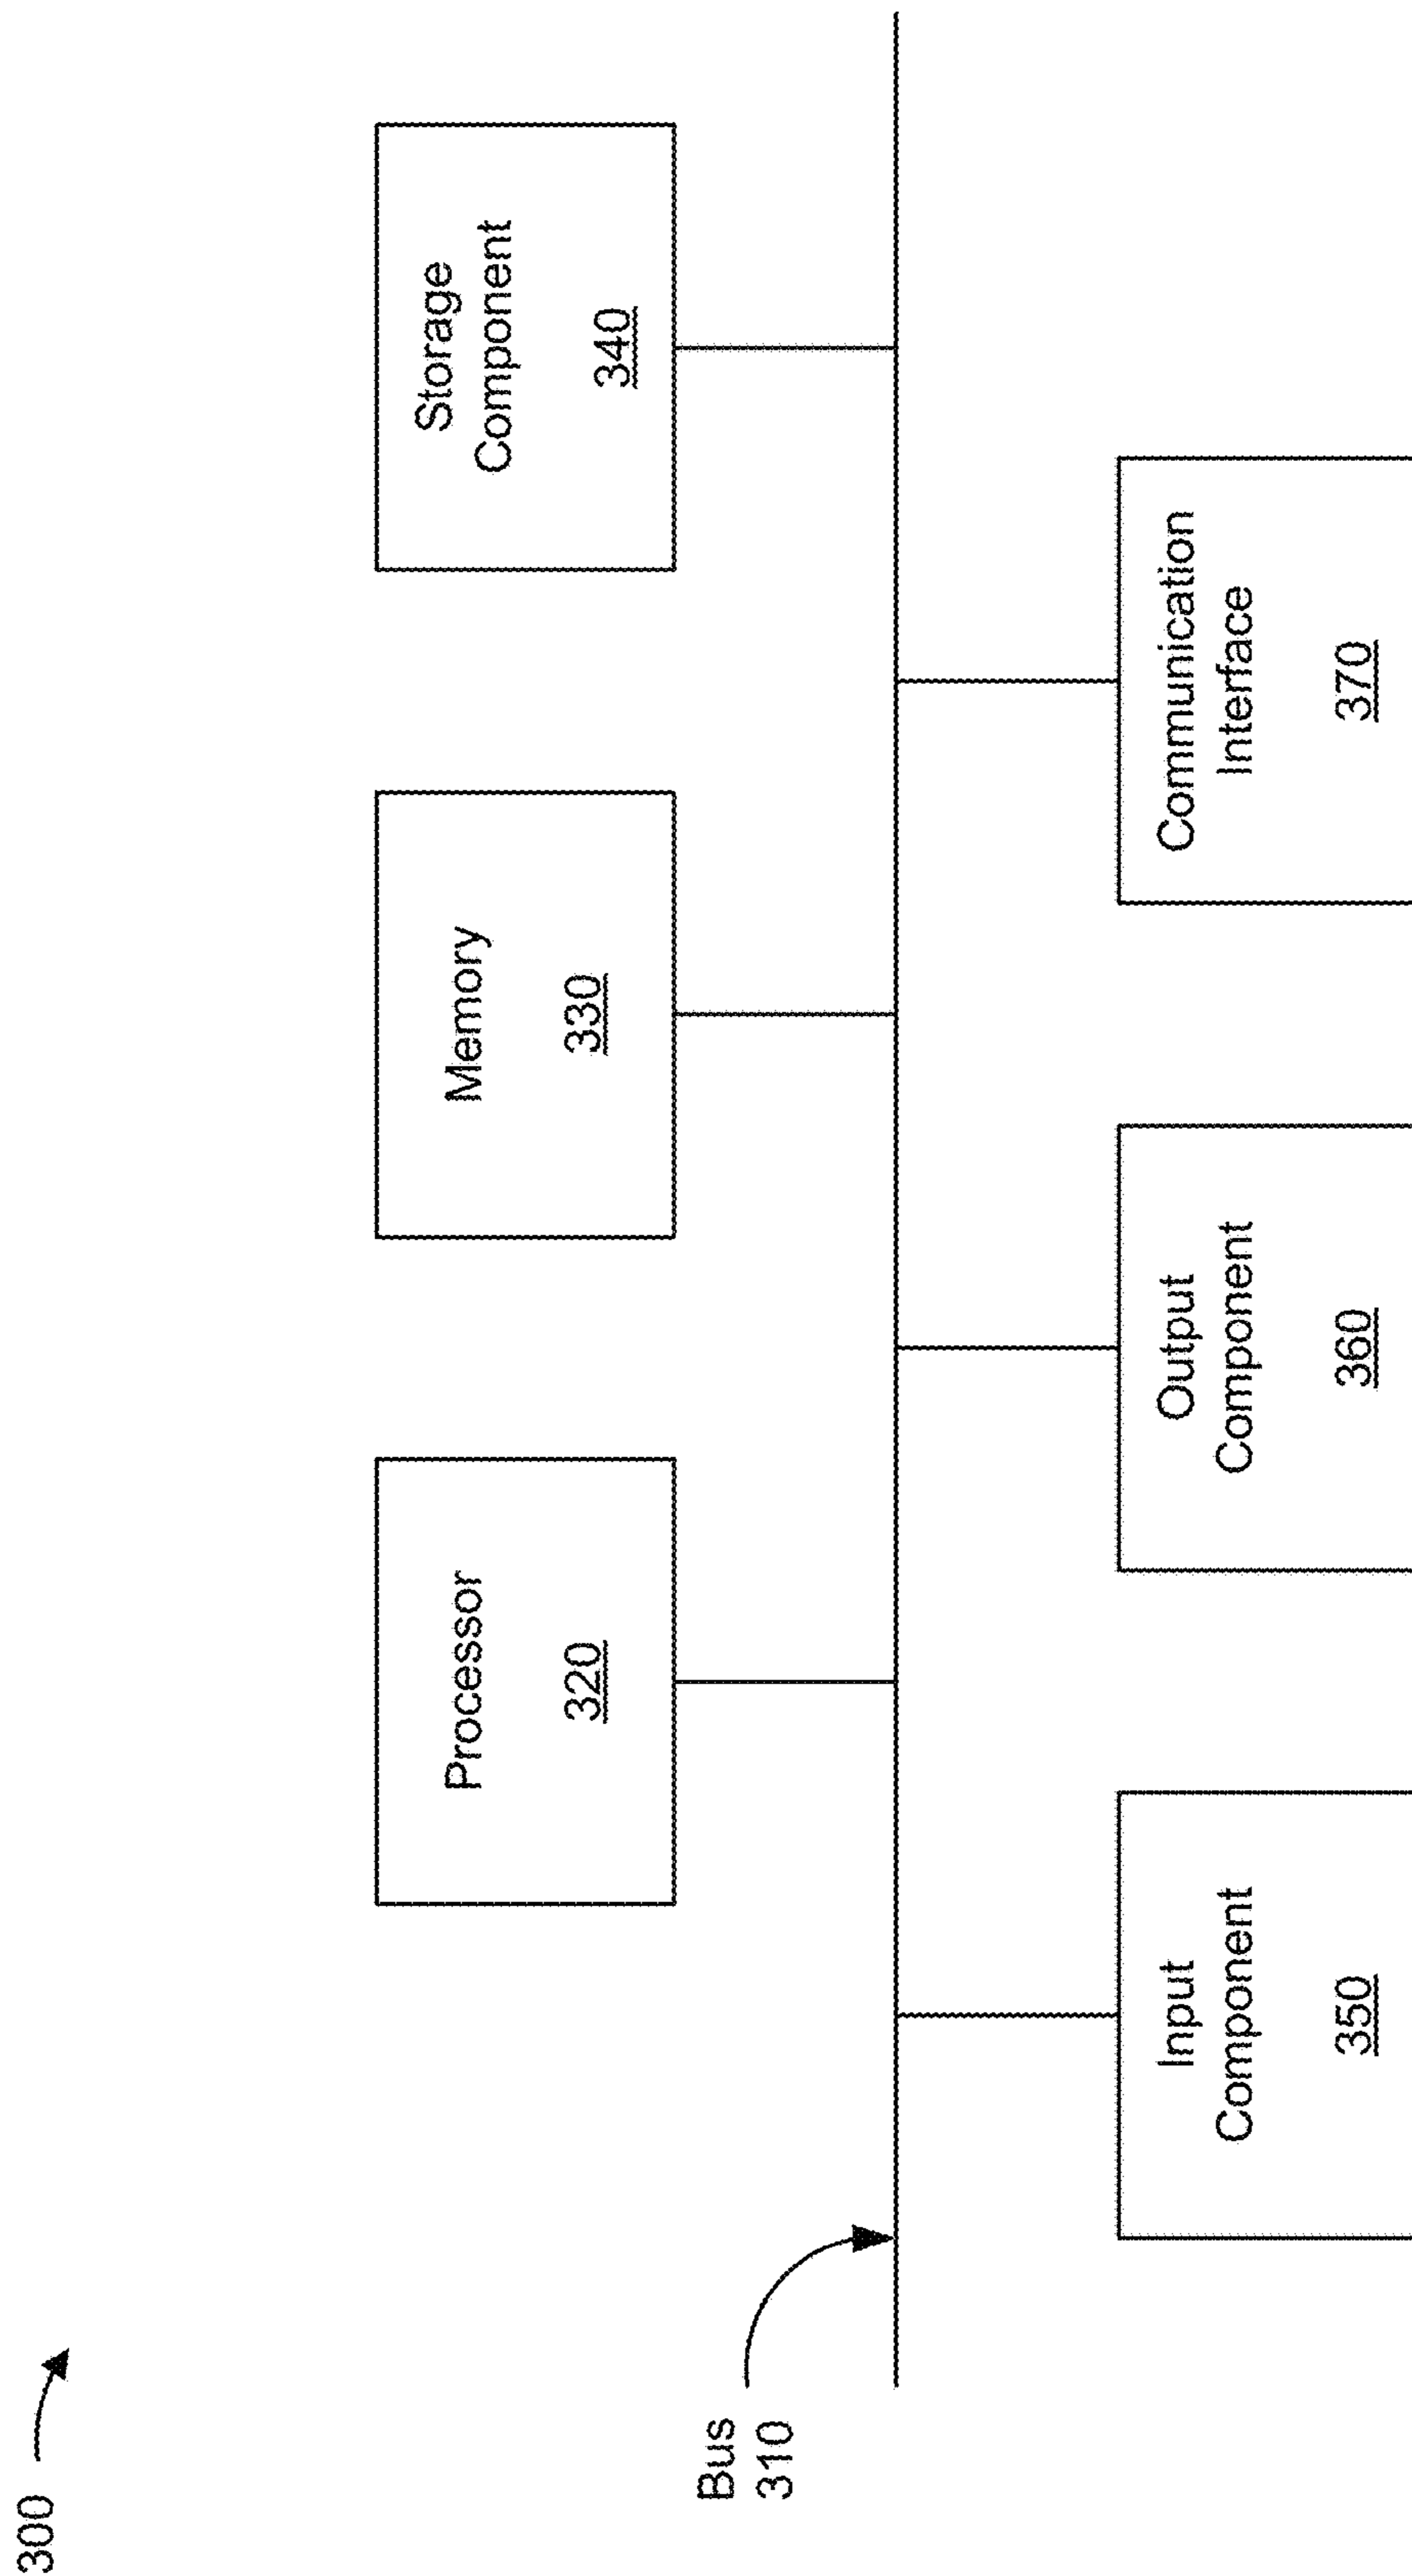 300
Bus
310
Processor
320
Memory
330
Storage
Component
340
Input
Component
350
Output
Component
360
Communication
Interface
370